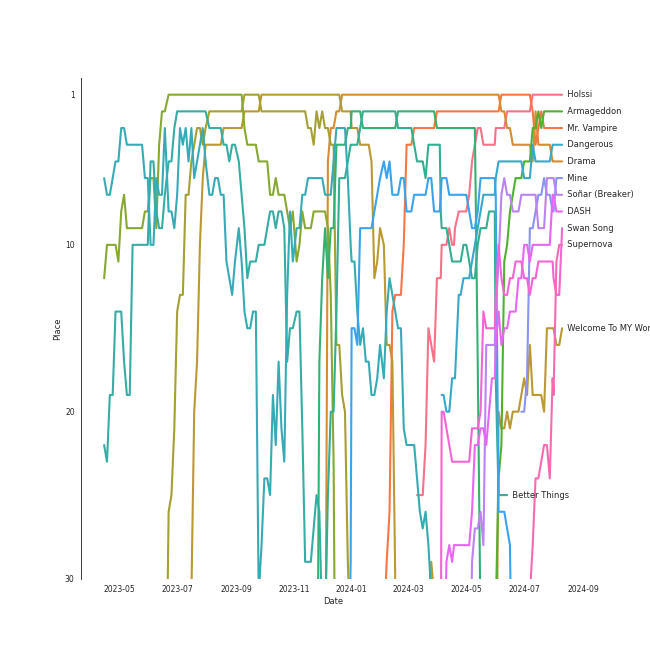 1
10
20
30
Place
2023-05
2023-07
2023-09
2023-11
2024-01
2024-03
2024-05
2024-07
2024-09
Date
Holssi
Armageddon
Mr. Vampire
Dangerous
Drama
Mine
Soñar (Breaker)
DASH
Swan Song
Supernova
Welcome To MY Wor
Better Things